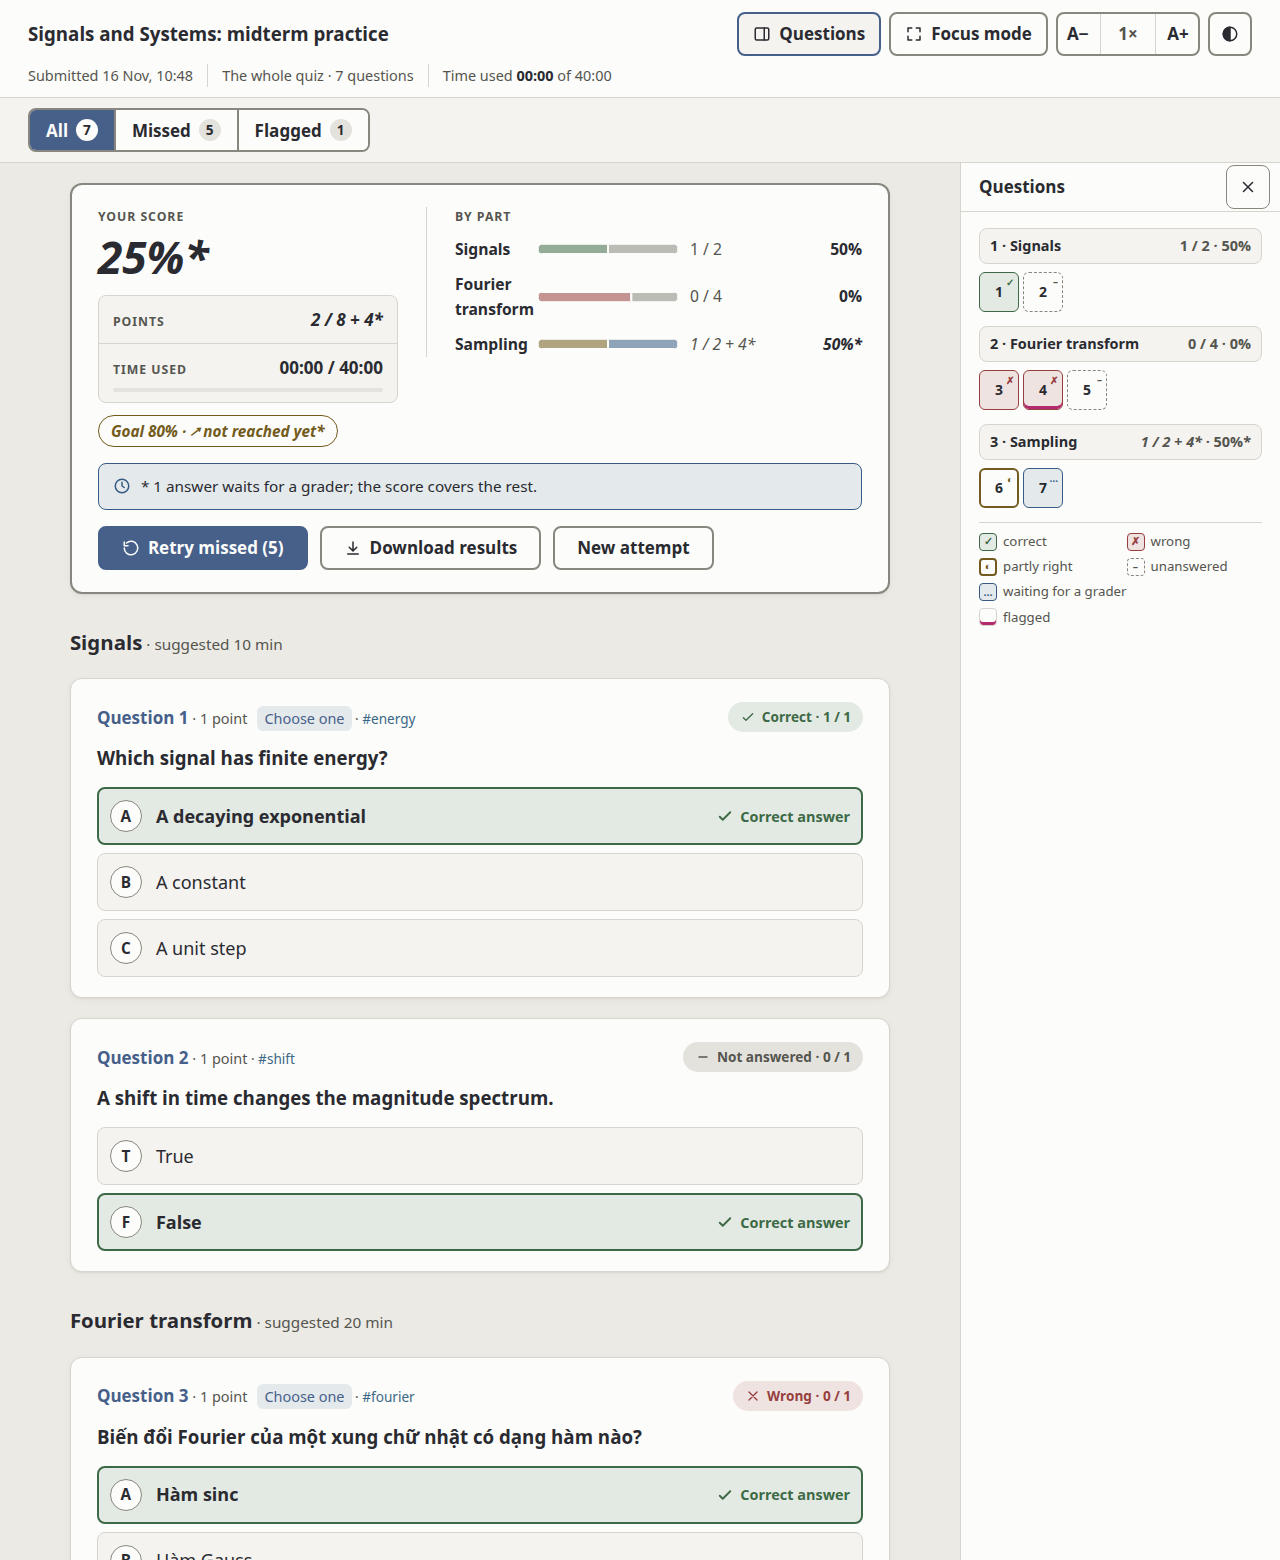 Signals and Systems: midterm practice
Questions
Focus mode
A−
1×
A+
Submitted 16 Nov, 10:48
The whole quiz · 7 questions
Time used 00:00 of 40:00
All 7
Missed 5
Flagged 1
YOUR SCORE
25%*
POINTS 2 / 8 + 4*
TIME USED 00:00 / 40:00
Goal 80% · ↗ not reached yet*
BY PART
Signals 1 / 2 50%
Fourier transform 0 / 4 0%
Sampling 1 / 2 + 4* 50%*
* 1 answer waits for a grader; the score covers the rest.
Retry missed (5)
Download results
New attempt
Signals · suggested 10 min
Question 1 · 1 point Choose one · #energy
✓ Correct · 1 / 1
Which signal has finite energy?
A A decaying exponential ✓ Correct answer
B A constant
C A unit step
Question 2 · 1 point · #shift
− Not answered · 0 / 1
A shift in time changes the magnitude spectrum.
T True
F False ✓ Correct answer
Fourier transform · suggested 20 min
Question 3 · 1 point Choose one · #fourier
✕ Wrong · 0 / 1
Biến đổi Fourier của một xung chữ nhật có dạng hàm nào?
A Hàm sinc ✓ Correct answer
B Hàm Gauss
Questions
1 · Signals 1 / 2 · 50%
1 ✓ 2 –
2 · Fourier transform 0 / 4 · 0%
3 ✗ 4 ✗ 5 –
3 · Sampling 1 / 2 + 4* · 50%*
6 7 …
✓ correct
✗ wrong
partly right
– unanswered
… waiting for a grader
flagged